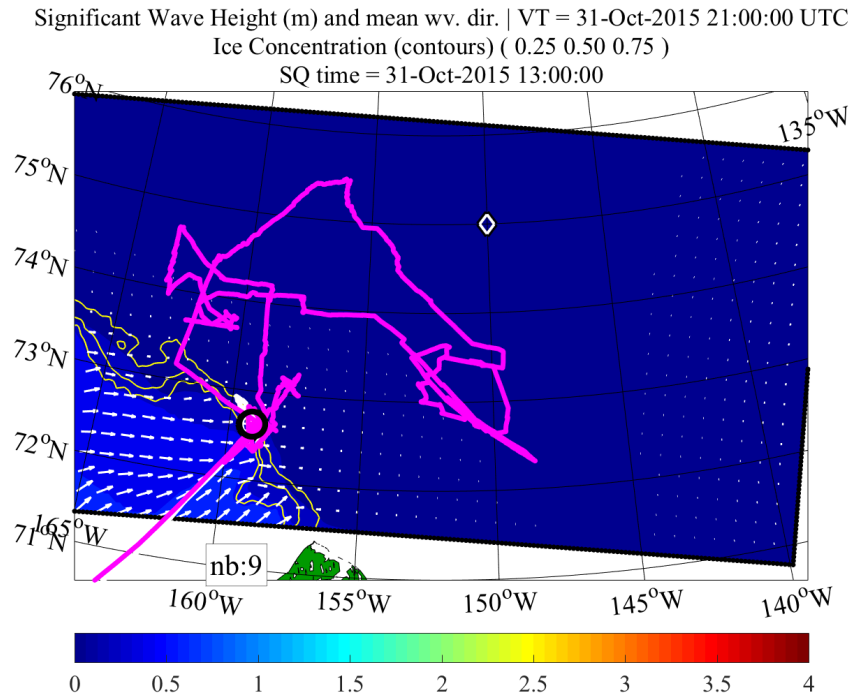 Significant Wave Height (m) and mean wv. dir. | VT = 31-Oct-2015 21:00:00 UTC
Ice Concentration (contours) ( 0.25 0.50 0.75 )
SQ time = 31-Oct-2015 13:00:00
76°N
135°W
75°N
74°N
73°N
72°N
71°N
165°W
nb:9
160°W
155°W
150°W
145°W
140°W
0 0.5 1 1.5 2 2.5 3 3.5 4